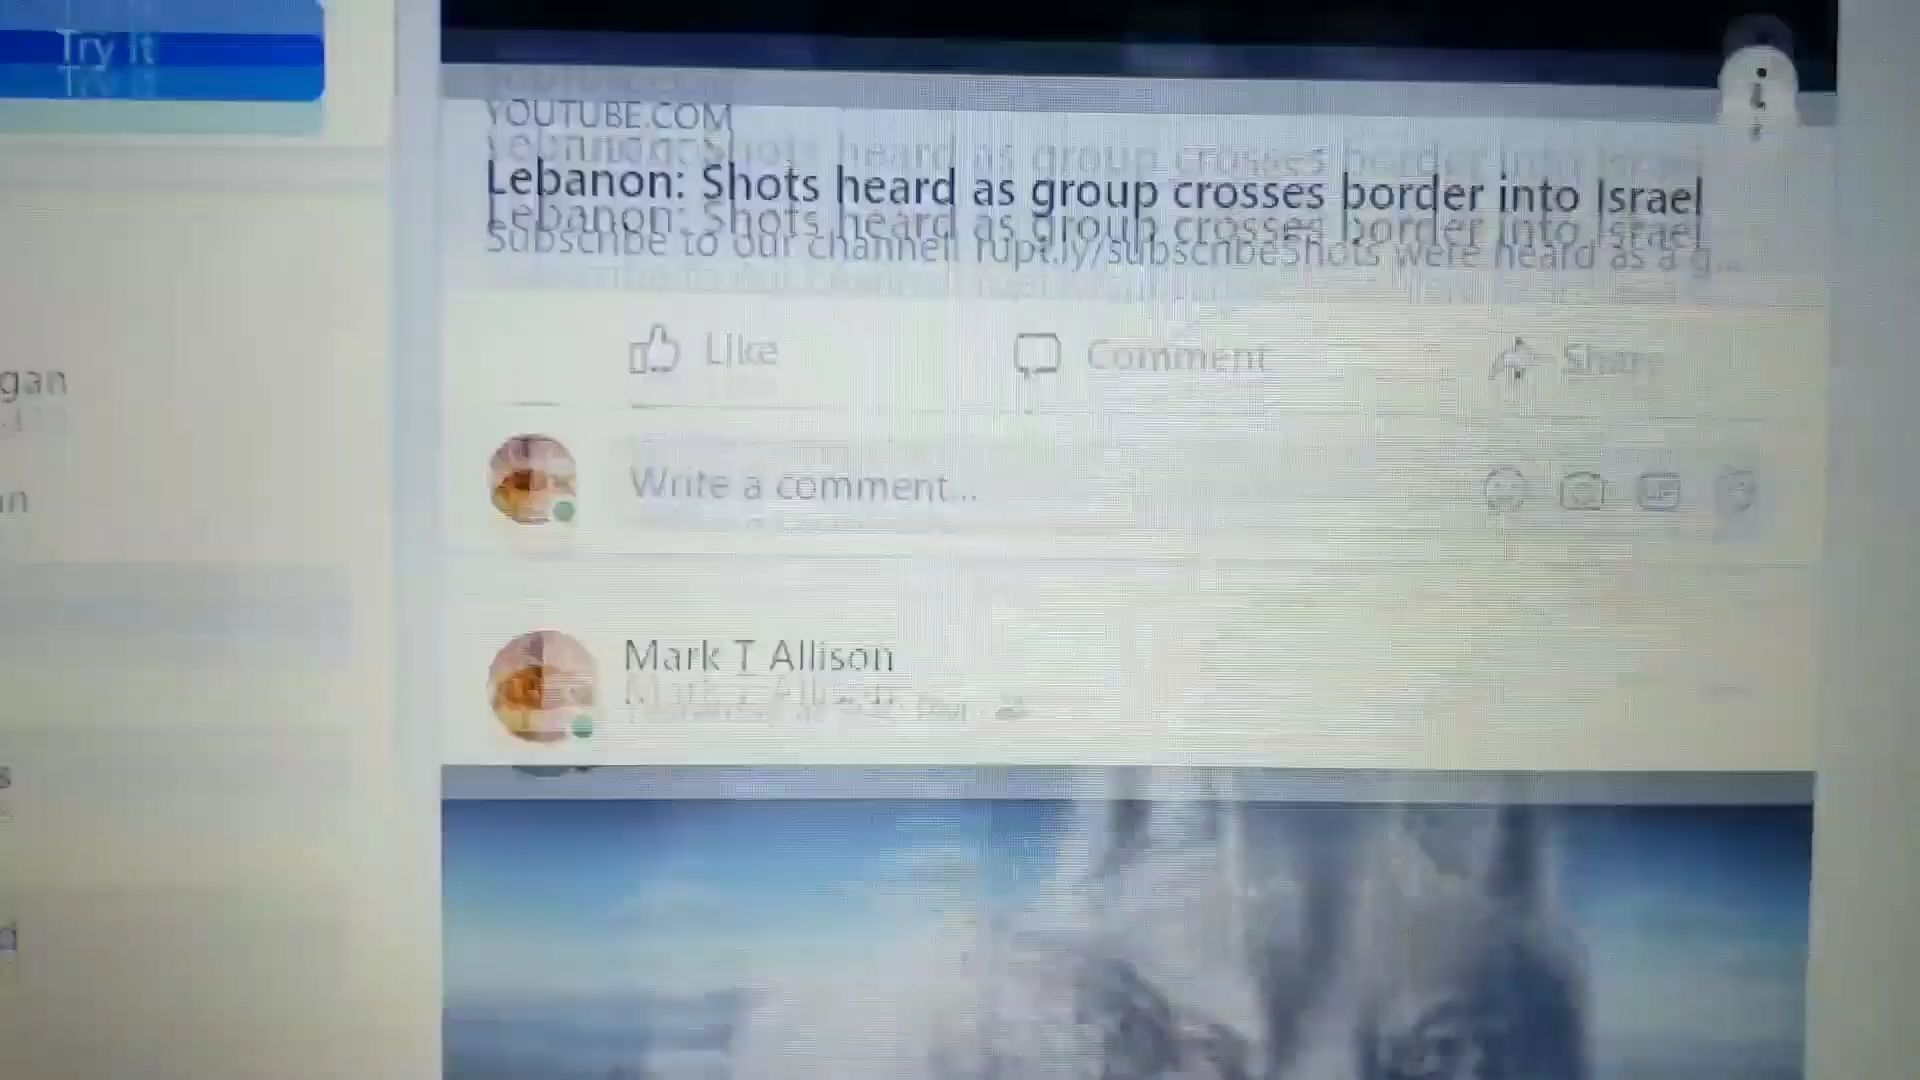 Try it
YOUTUBE.COM
Lebanon: Shots heard as group crosses border into Israel
Subscribe to our channel rupt.ly/subscribeShots were heard as a g...
Like
Comment
Share
gan
Write a comment...
Mark T Allison